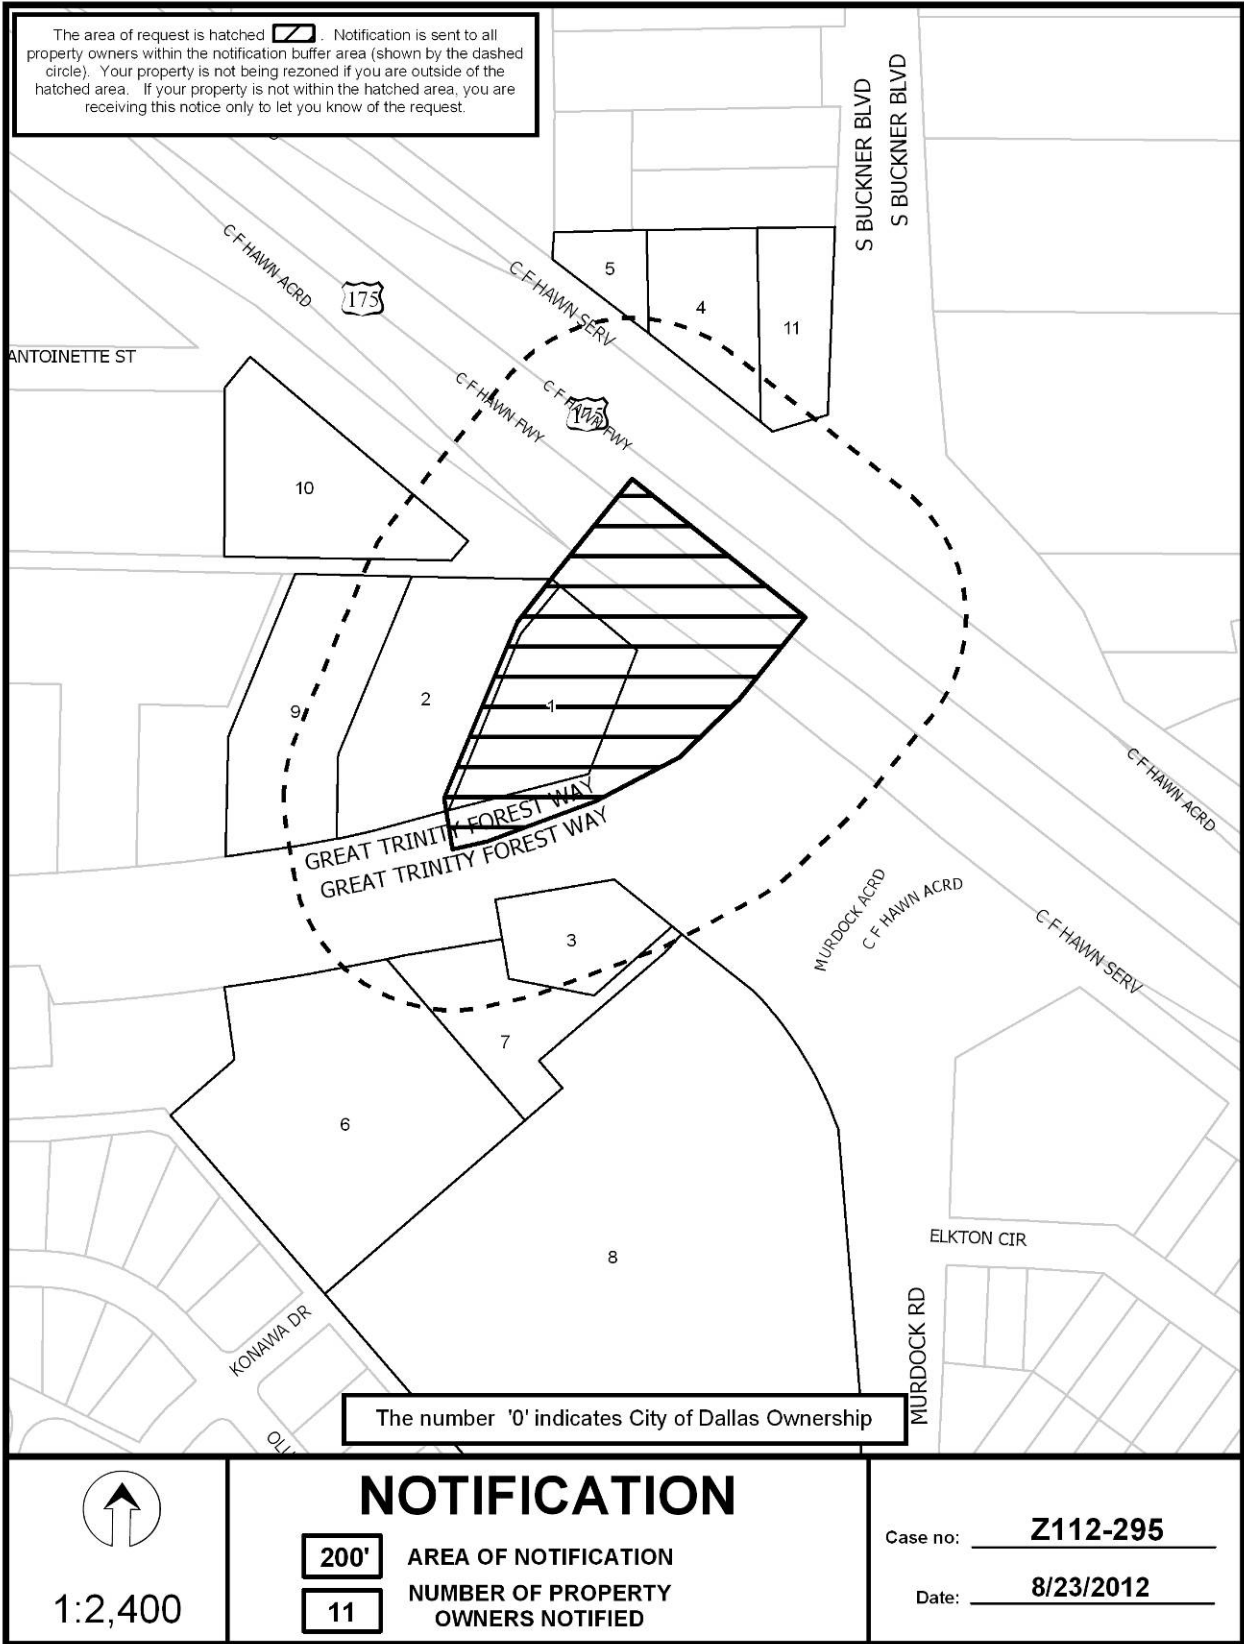 The area of request is hatched . Notification is sent to all
property owners within the notification buffer area (shown by the dashed
circle). Your property is not being rezoned if you are outside of the
hatched area. If your property is not within the hatched area, you are
receiving this notice only to let you know of the request.
S BUCKNER BLVD
S BUCKNER BLVD
C F HAWN ACRD
175
C F HAWN SERV
5
4
11
ANTOINETTE ST
C F HAWN FWY
C F HAWN FWY
175
10
9
2
1
C F HAWN ACRD
GREAT TRINITY FOREST WAY
GREAT TRINITY FOREST WAY
MURDOCK ACRD
C F HAWN ACRD
C F HAWN SERV
3
7
6
8
ELKTON CIR
KONAWA DR
MURDOCK RD
The number '0' indicates City of Dallas Ownership
1:2,400
NOTIFICATION
200' AREA OF NOTIFICATION
11 NUMBER OF PROPERTY
OWNERS NOTIFIED
Case no: Z112-295
Date: 8/23/2012